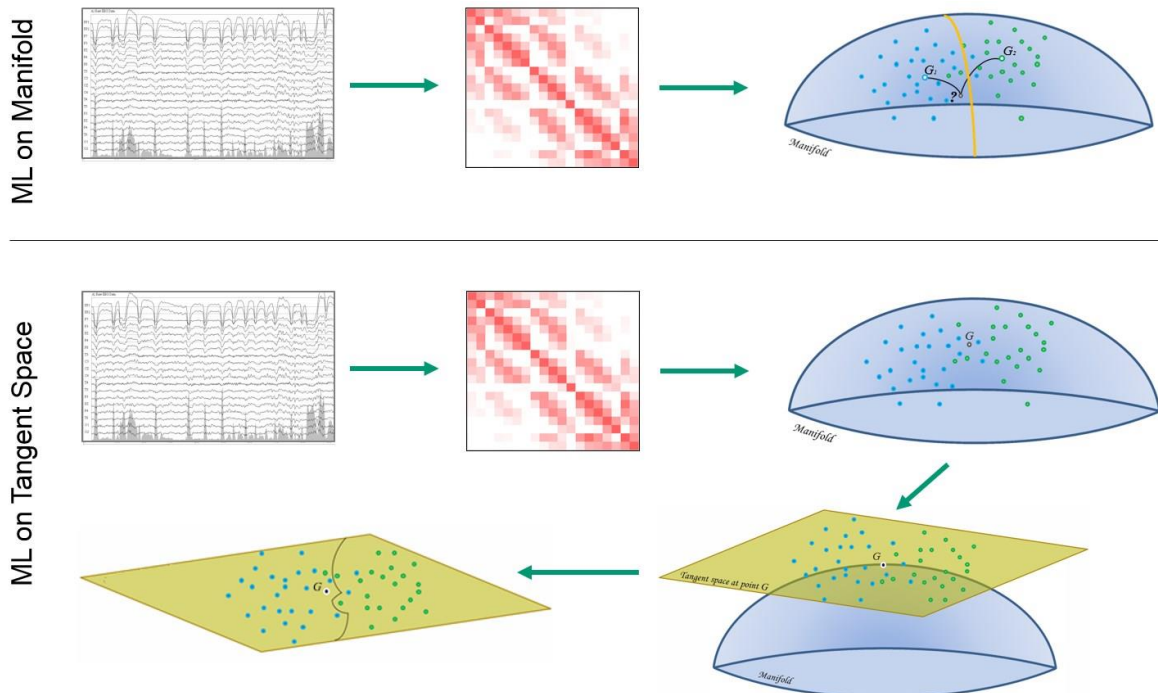 ML on Manifold
G₁
G₂
?
Manifold
ML on Tangent Space
G
Manifold
G
Tangent space at point G
Manifold
G